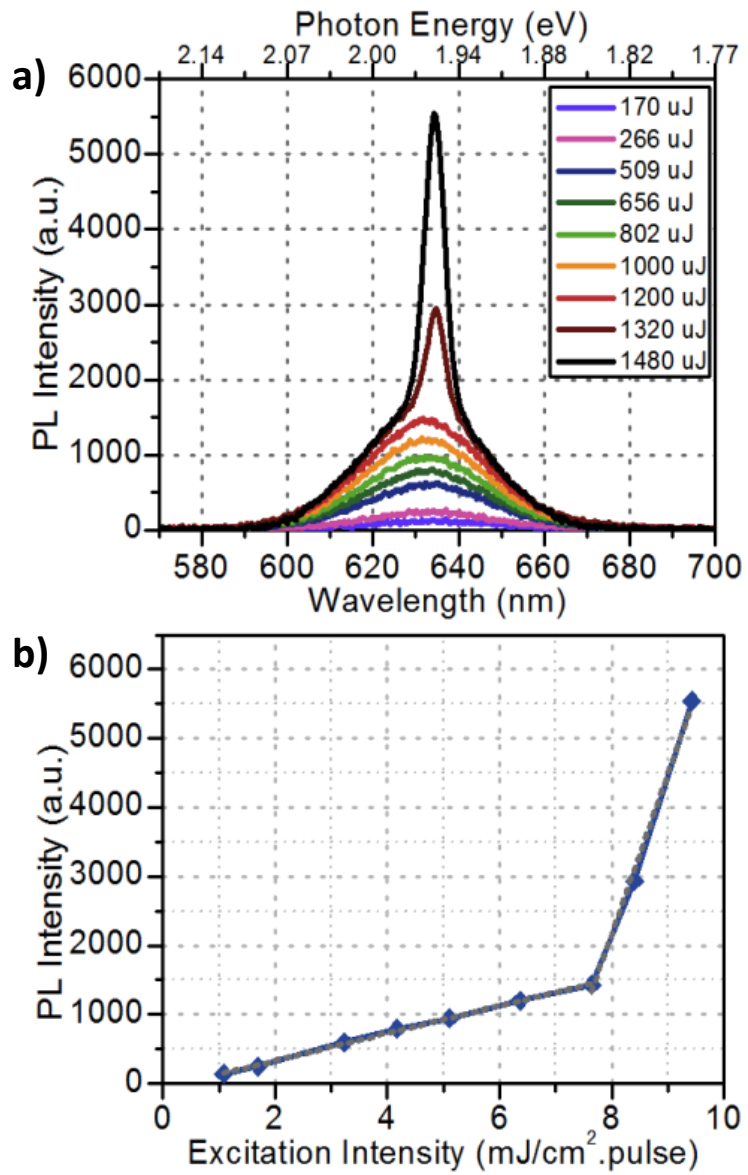 Photon Energy (eV)
2.14 2.07 2.00 1.94 1.88 1.82 1.77
a)
6000
5000
4000
3000
2000
1000
0
PL Intensity (a.u.)
170 uJ
266 uJ
509 uJ
656 uJ
802 uJ
1000 uJ
1200 uJ
1320 uJ
1480 uJ
580 600 620 640 660 680 700
Wavelength (nm)
b)
6000
5000
4000
3000
2000
1000
0
PL Intensity (a.u.)
0 2 4 6 8 10
Excitation Intensity (mJ/cm².pulse)